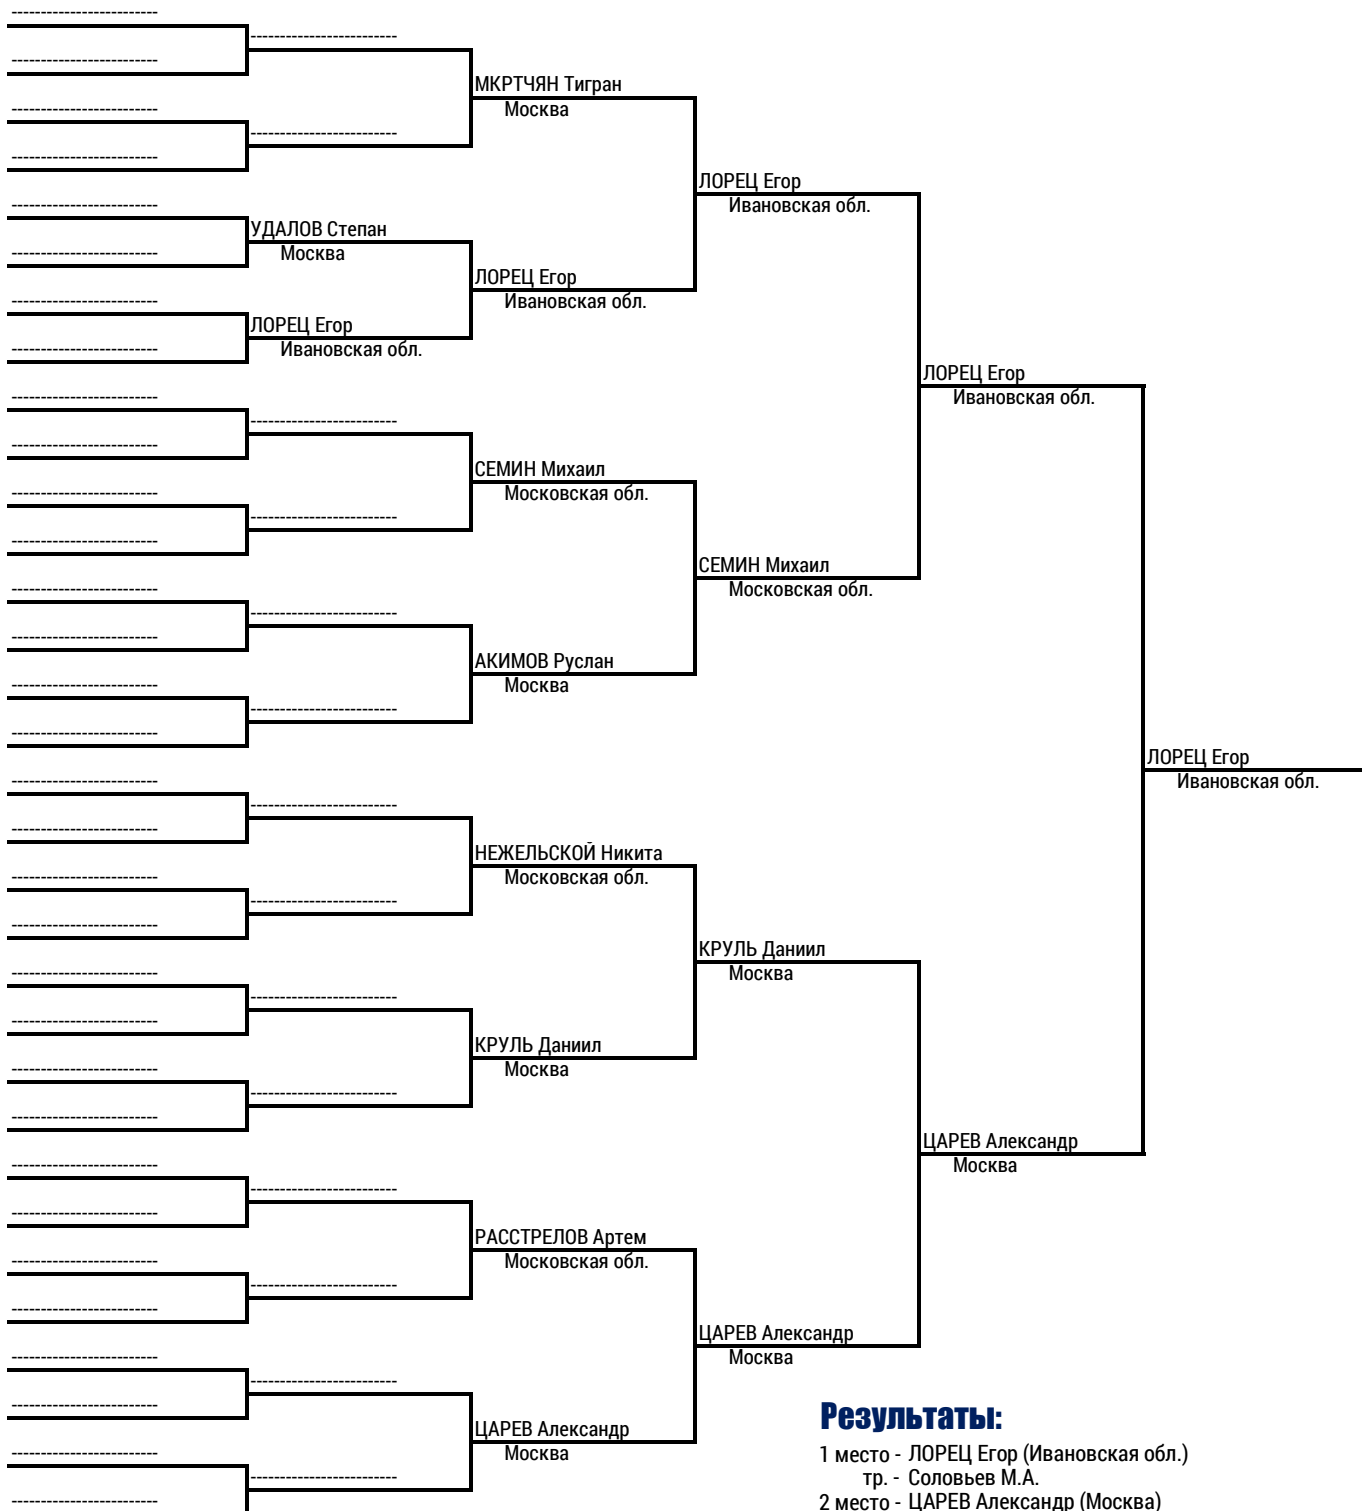 МКРТЧЯН Тигран
Москва
ЛОРЕЦ Егор
Ивановская обл.
УДАЛОВ Степан
Москва
ЛОРЕЦ Егор
Ивановская обл.
ЛОРЕЦ Егор
Ивановская обл.
ЛОРЕЦ Егор
Ивановская обл.
СЕМИН Михаил
Московская обл.
СЕМИН Михаил
Московская обл.
АКИМОВ Руслан
Москва
ЛОРЕЦ Егор
Ивановская обл.
НЕЖЕЛЬСКОЙ Никита
Московская обл.
КРУЛЬ Даниил
Москва
КРУЛЬ Даниил
Москва
ЦАРЕВ Александр
Москва
РАССТРЕЛОВ Артем
Московская обл.
ЦАРЕВ Александр
Москва
ЦАРЕВ Александр
Москва
Результаты:
1 место - ЛОРЕЦ Егор (Ивановская обл.)
тр. - Соловьев М.А.
2 место - ЦАРЕВ Александр (Москва)